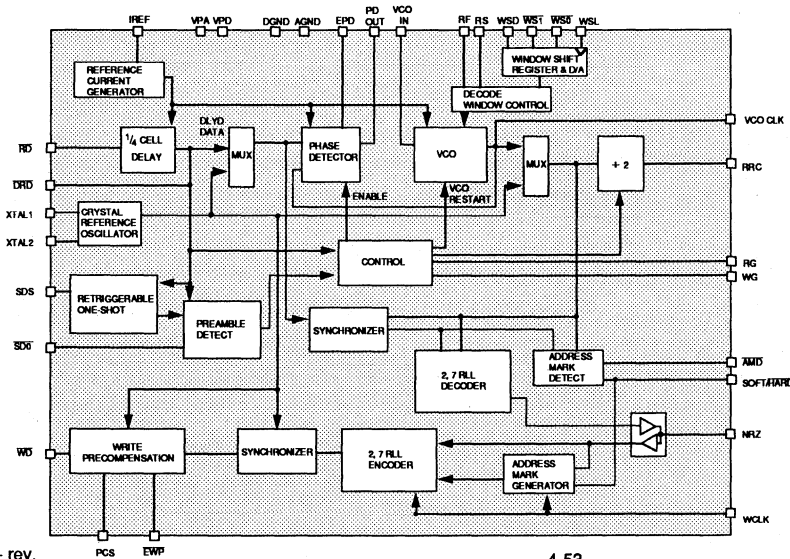 IREF VPA VPD DGND AGND EPD PD OUT VCO IN RF RS WSD WS1 WS0 WSL
REFERENCE CURRENT GENERATOR
WINDOW SHIFT REGISTER & D/A
DECODE WINDOW CONTROL
VCO CLK
RD
1/4 CELL DELAY
DLYD DATA
MUX
PHASE DETECTOR
VCO
MUX
÷ 2
RRC
DRD
ENABLE
VCO RESTART
XTAL1
XTAL2
CRYSTAL REFERENCE OSCILLATOR
CONTROL
RG
WG
SDS
RETRIGGERABLE ONE-SHOT
PREAMBLE DETECT
SYNCHRONIZER
SDO
2, 7 RLL DECODER
ADDRESS MARK DETECT
AMD
SOFT/HARD
NRZ
WD
WRITE PRECOMPENSATION
SYNCHRONIZER
2, 7 RLL ENCODER
ADDRESS MARK GENERATOR
WCLK
PCS
EWP
rev.